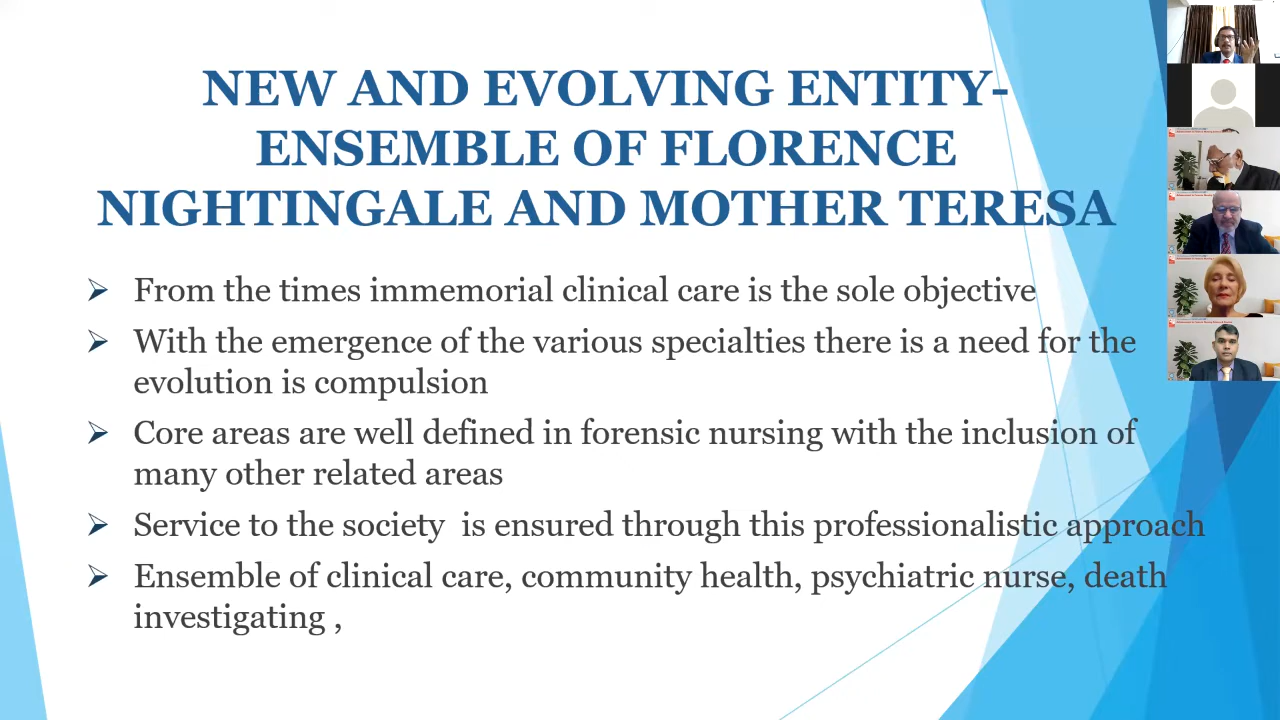 NEW AND EVOLVING ENTITY-
ENSEMBLE OF FLORENCE
NIGHTINGALE AND MOTHER TERESA
From the times immemorial clinical care is the sole objective
With the emergence of the various specialties there is a need for the
evolution is compulsion
Core areas are well defined in forensic nursing with the inclusion of
many other related areas
Service to the society is ensured through this professionalistic approach
Ensemble of clinical care, community health, psychiatric nurse, death
investigating ,